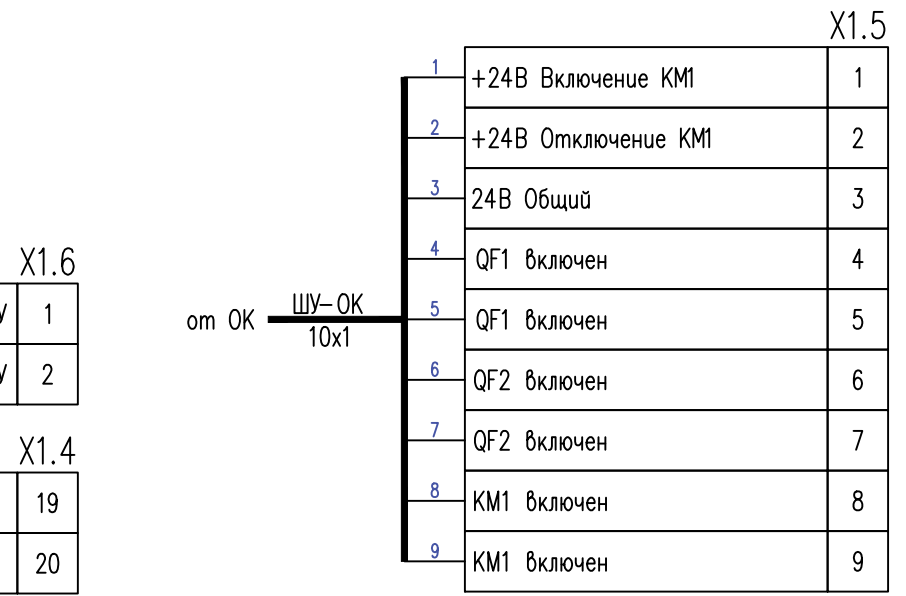 X1.5
1 +24В Включение КМ1 1
2 +24В Отключение КМ1 2
3 24В Общий 3
4 QF1 включен 4
5 QF1 включен 5
6 QF2 включен 6
7 QF2 включен 7
8 КМ1 включен 8
9 КМ1 включен 9
от ОК
ШУ-ОК
10х1
X1.6
1
2
X1.4
19
20